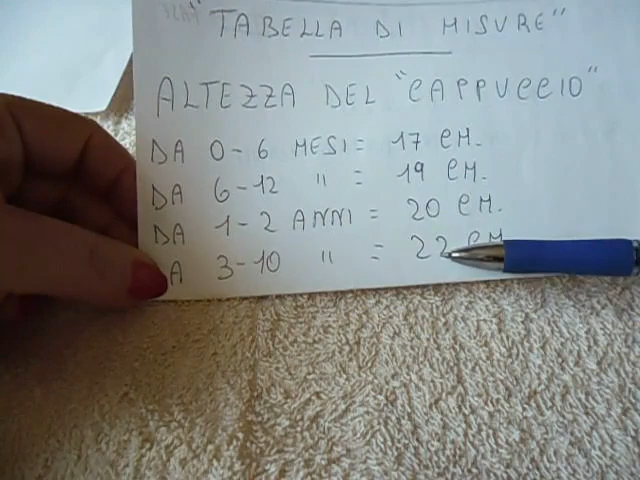 "TABELLA DI MISURE"
ALTEZZA DEL "CAPPUCCIO"
DA 0-6 MESI = 17 CM.
DA 6-12 " = 19 CM.
DA 1-2 ANNI = 20 CM.
A 3-10 " = 22 CM